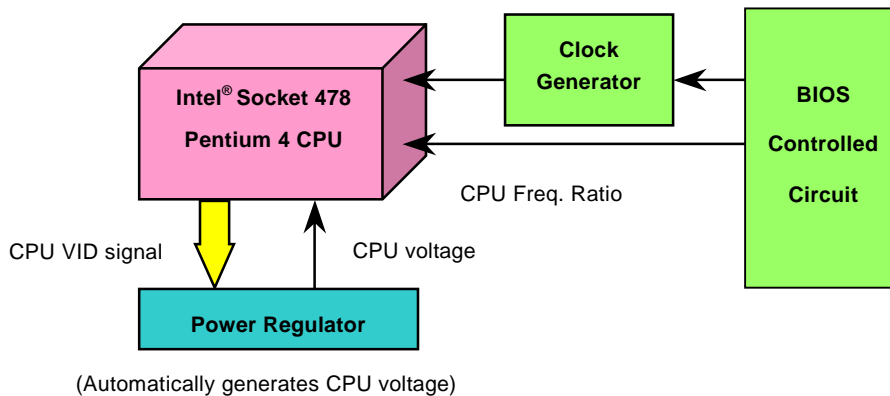 Clock
Generator
Intel® Socket 478
Pentium 4 CPU
BIOS
Controlled
Circuit
CPU Freq. Ratio
CPU VID signal
CPU voltage
Power Regulator
(Automatically generates CPU voltage)